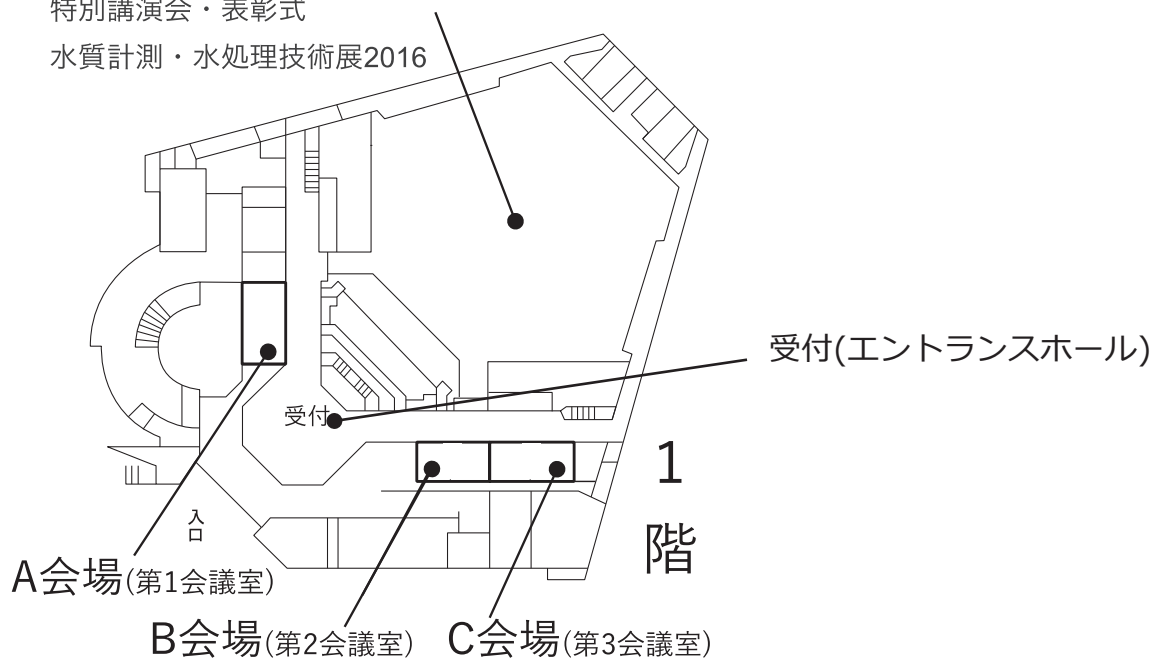 特別講演会・表彰式
水質計測・水処理技術展2016
受付(エントランスホール)
受付
1
階
入
口
A会場(第1会議室)
B会場(第2会議室)
C会場(第3会議室)